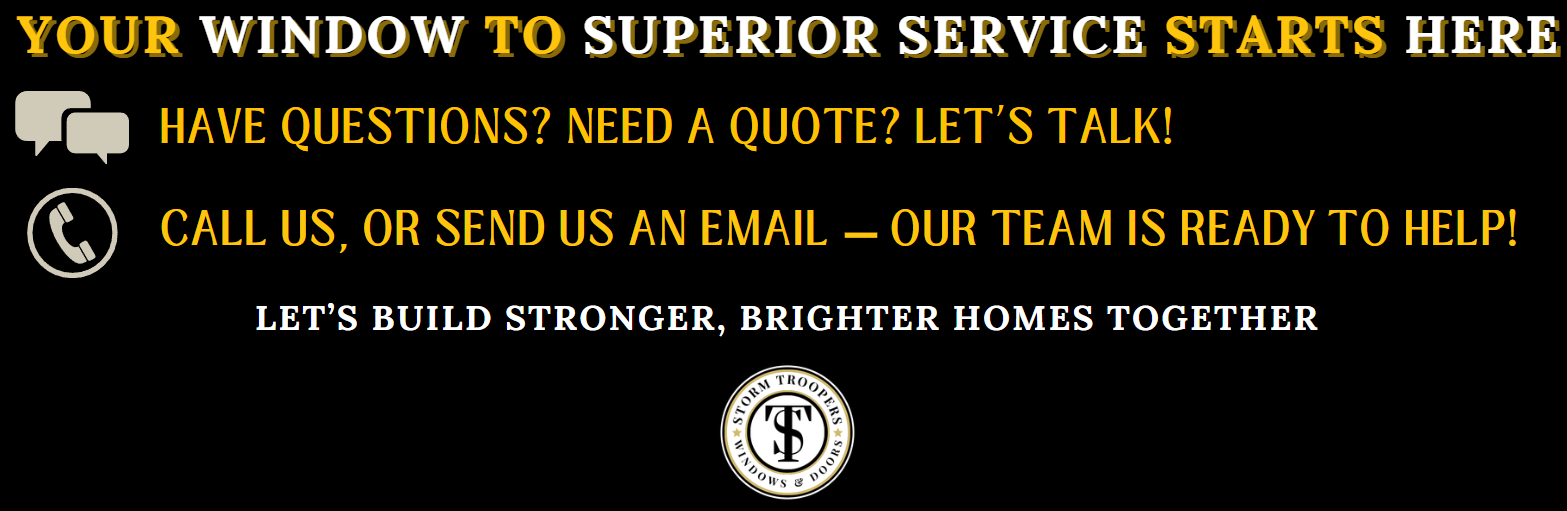 YOUR WINDOW TO SUPERIOR SERVICE STARTS HERE
HAVE QUESTIONS? NEED A QUOTE? LET'S TALK!
CALL US, OR SEND US AN EMAIL – OUR TEAM IS READY TO HELP!
LET'S BUILD STRONGER, BRIGHTER HOMES TOGETHER
STORM TROOPERS
TS
WINDOWS & DOORS